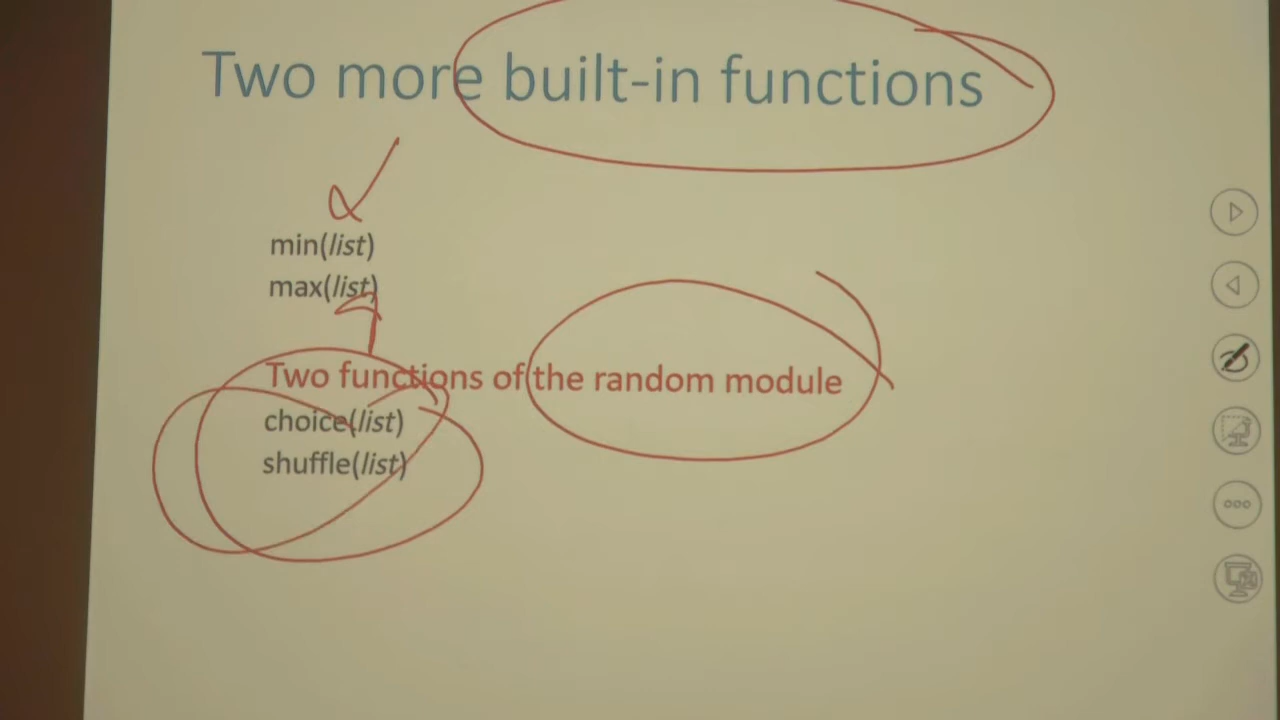 Two more built-in functions
min(list)
max(list)
Two functions of the random module
choice(list)
shuffle(list)